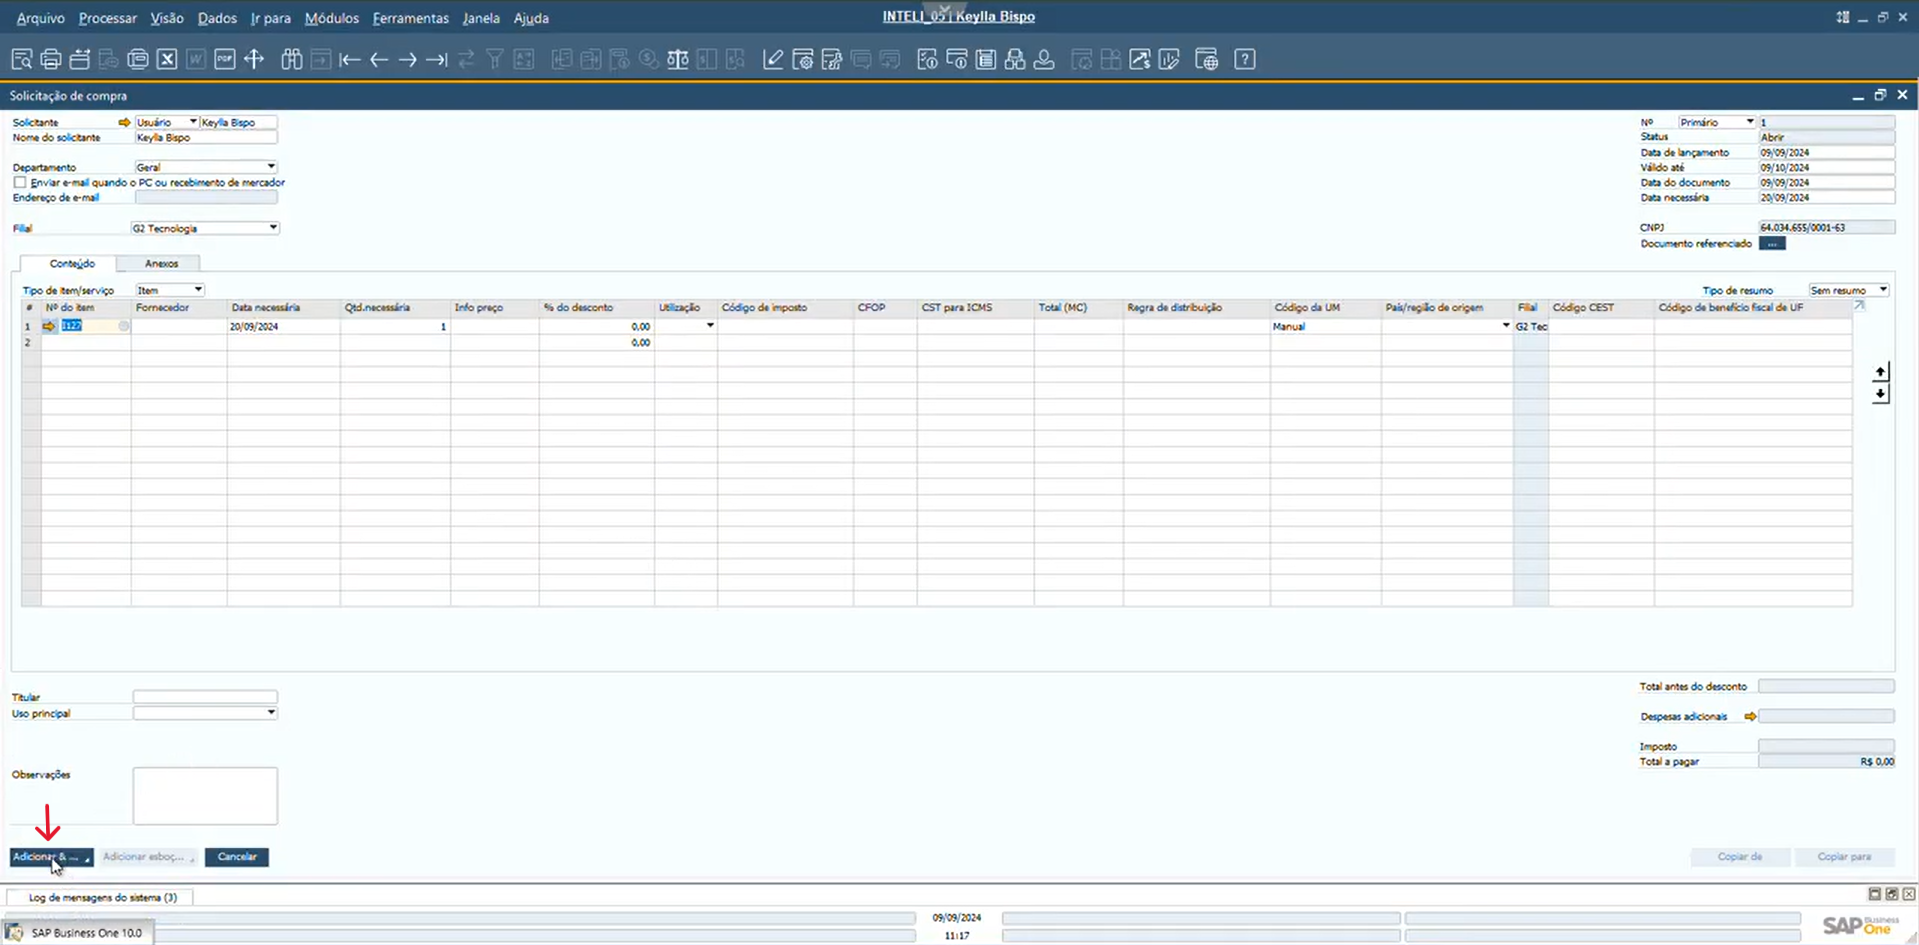 Arquivo Processar Visão Dados Ir para Módulos Ferramentas Janela Ajuda
INTELI_05 | Keylla Bispo
Solicitação de compra
Solicitante Usuário Keylla Bispo
Nome do solicitante Keylla Bispo
Departamento Geral
Enviar e-mail quando o PC ou recebimento de mercador
Endereço de e-mail
Filial G2 Tecnologia
Nº Primário 1
Status Abrir
Data de lançamento 09/09/2024
Válido até 09/10/2024
Data do documento 09/09/2024
Data necessária 20/09/2024
CNPJ 64.034.655/0001-63
Documento referenciado ...
Conteúdo Anexos
Tipo de item/serviço Item
Tipo de resumo Sem resumo
# Nº do item Fornecedor Data necessária Qtd.necessária Info preço % do desconto Utilização Código de imposto CFOP CST para ICMS Total (MC) Regra de distribuição Código da UM País/região de origem Filial Código CEST Código de benefício fiscal de UF
1 20/09/2024 1 0,00 Manual G2 Tec
2 0,00
Titular
Uso principal
Observações
Total antes do desconto
Despesas adicionais
Imposto
Total a pagar R$ 0,00
Adicionar & ... Adicionar esboç... Cancelar
Copiar de Copiar para
Log de mensagens do sistema (3)
09/09/2024
11:17
SAP Business One 10.0
SAP Business One